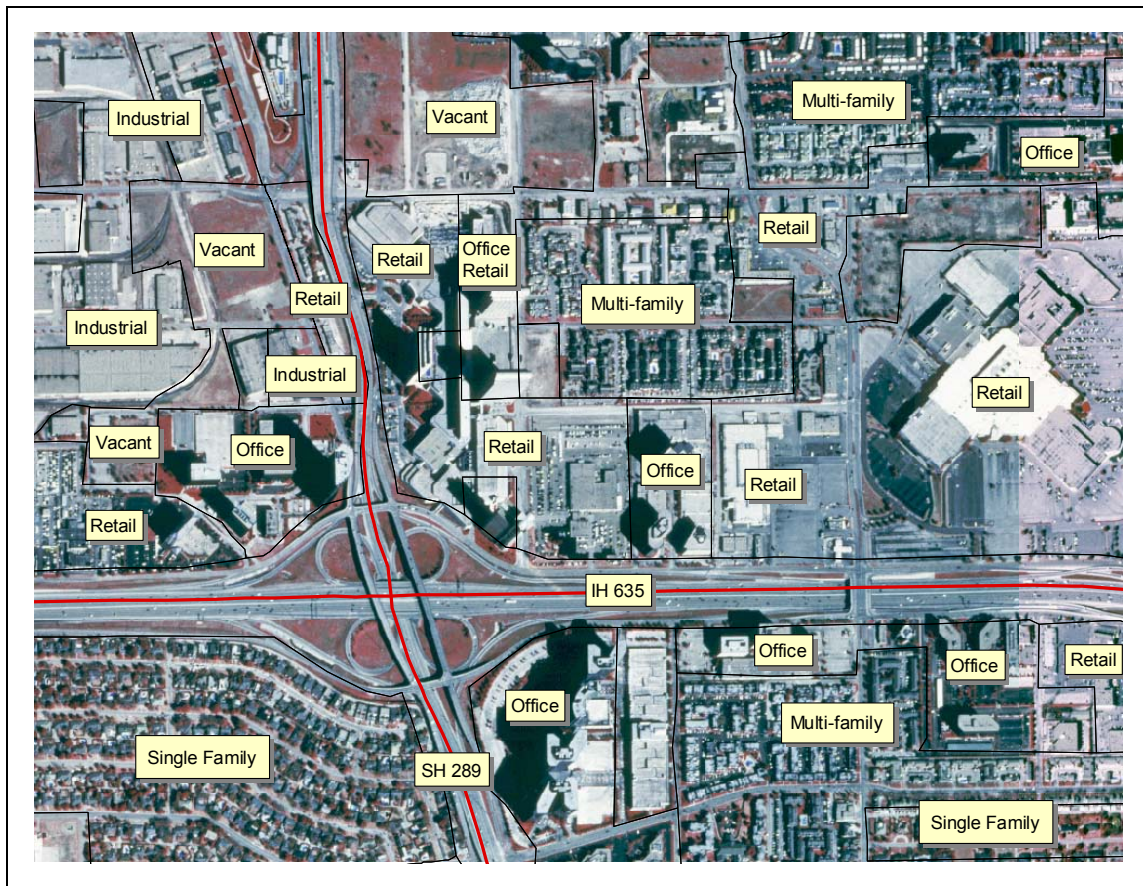 Multi-family
Industrial
Vacant
Office
Retail
Vacant
Retail
Office
Retail
Retail
Multi-family
Industrial
Industrial
Retail
Vacant
Office
Retail
Office
Retail
Retail
IH 635
Office
Office
Retail
Office
Multi-family
Single Family
SH 289
Single Family